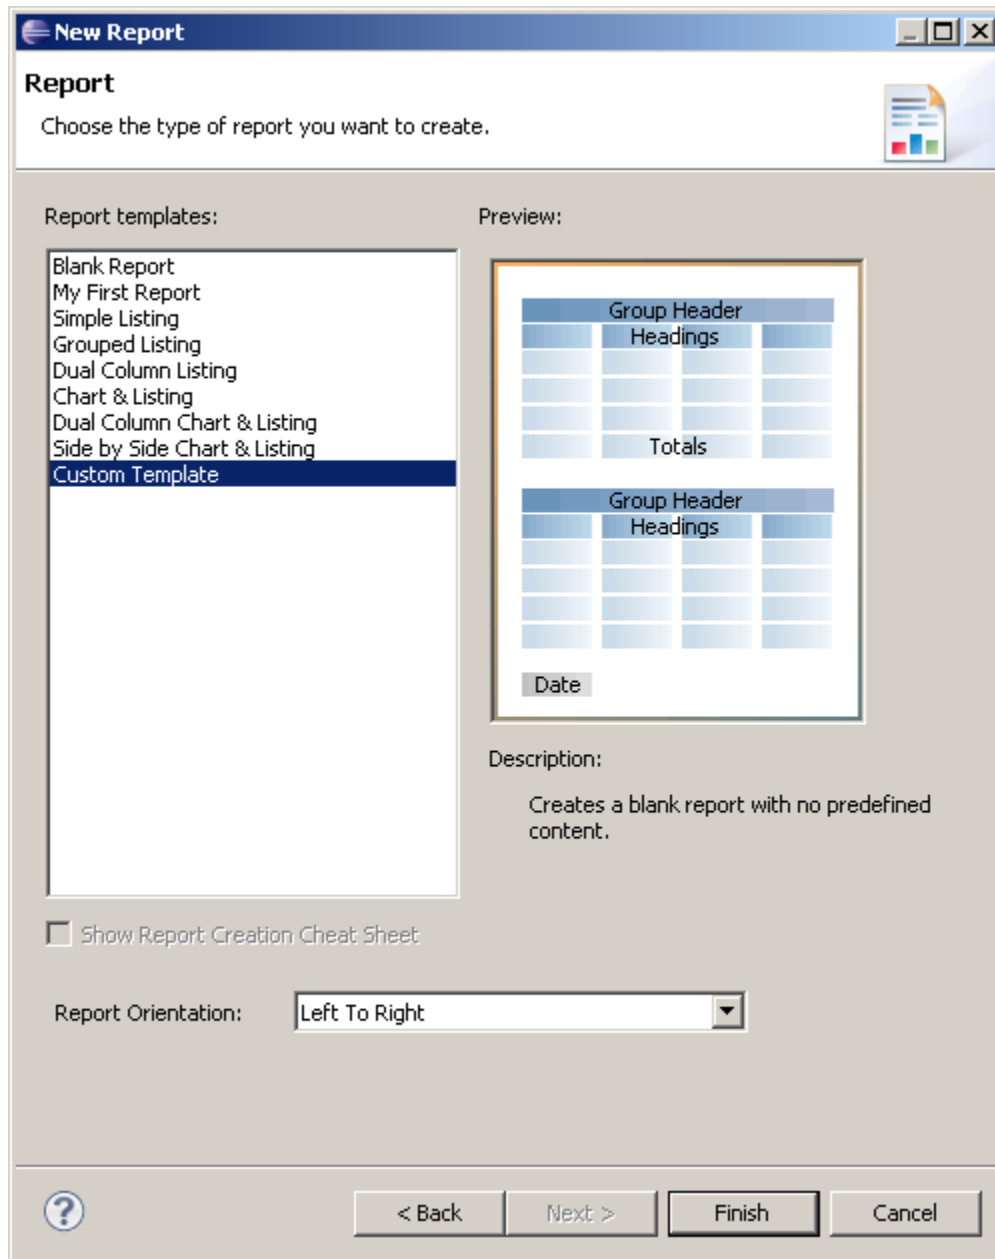 New Report
Report
Choose the type of report you want to create.
Report templates:
Blank Report
My First Report
Simple Listing
Grouped Listing
Dual Column Listing
Chart & Listing
Dual Column Chart & Listing
Side by Side Chart & Listing
Custom Template
Preview:
Group Header
Headings
Totals
Group Header
Headings
Date
Description:
Creates a blank report with no predefined
content.
Show Report Creation Cheat Sheet
Report Orientation: Left To Right
? < Back Next > Finish Cancel